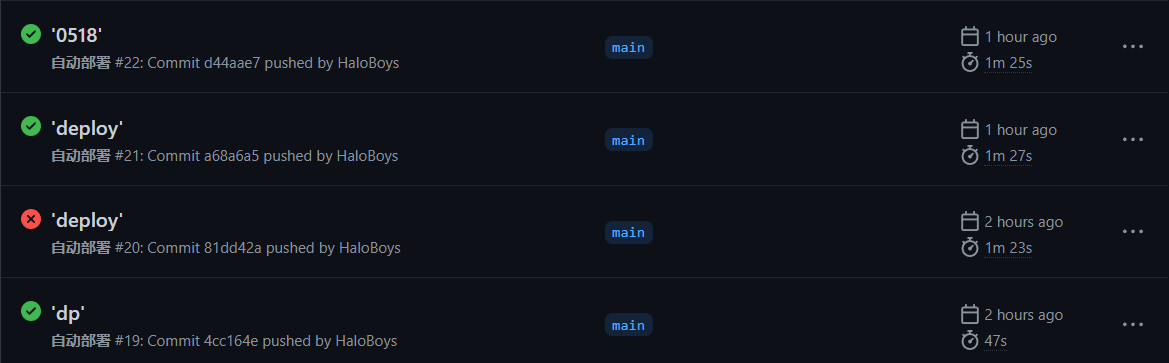 '0518'
自动部署 #22: Commit d44aae7 pushed by HaloBoys
main
1 hour ago
1m 25s
'deploy'
自动部署 #21: Commit a68a6a5 pushed by HaloBoys
main
1 hour ago
1m 27s
'deploy'
自动部署 #20: Commit 81dd42a pushed by HaloBoys
main
2 hours ago
1m 23s
'dp'
自动部署 #19: Commit 4cc164e pushed by HaloBoys
main
2 hours ago
47s